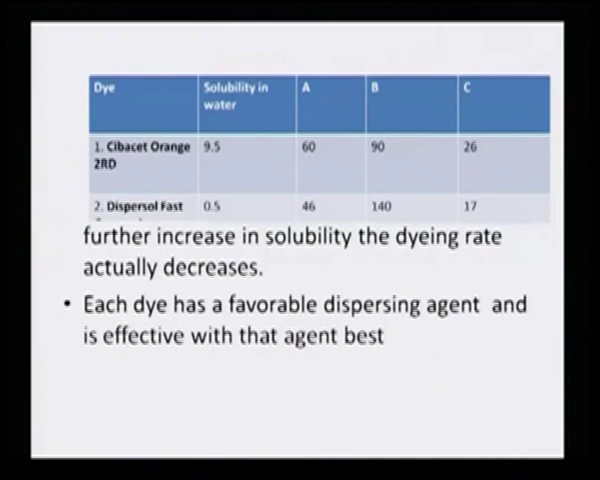 Dye Solubility in water A B C
1. Cibacet Orange 2RD 9.5 60 90 26
2. Dispersol Fast 0.5 46 140 17
further increase in solubility the dyeing rate
actually decreases.
• Each dye has a favorable dispersing agent and
is effective with that agent best